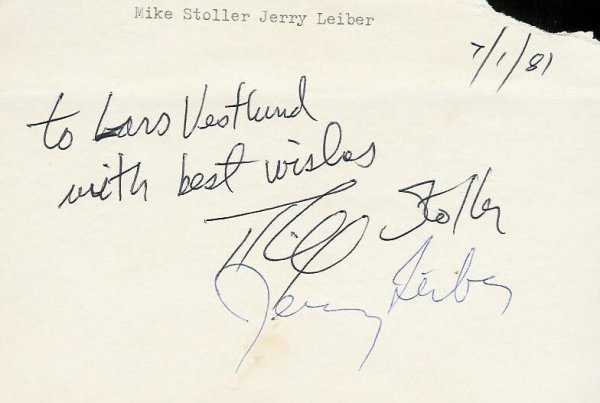 Mike Stoller Jerry Leiber
7/1/81
to Lars Vestlund
with best wishes
Mike Stoller
Jerry Leiber